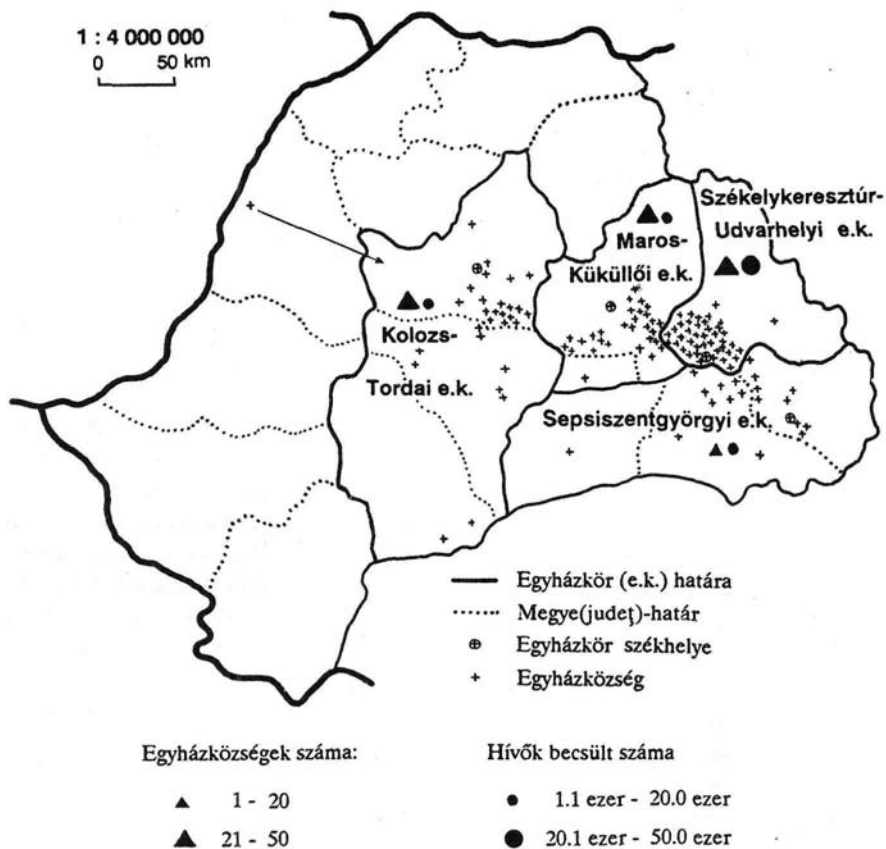 1 : 4 000 000
0 50 km
Székelykeresztúr-
Udvarhelyi e.k.
Maros-
Küküllői e.k.
Kolozs-
Tordai e.k.
Sepsiszentgyörgyi e.k.
Egyházkör (e.k.) határa
Megye(judeţ)-határ
Egyházkör székhelye
Egyházközség
Egyházközségek száma:
1 - 20
21 - 50
Hívők becsült száma
1.1 ezer - 20.0 ezer
20.1 ezer - 50.0 ezer